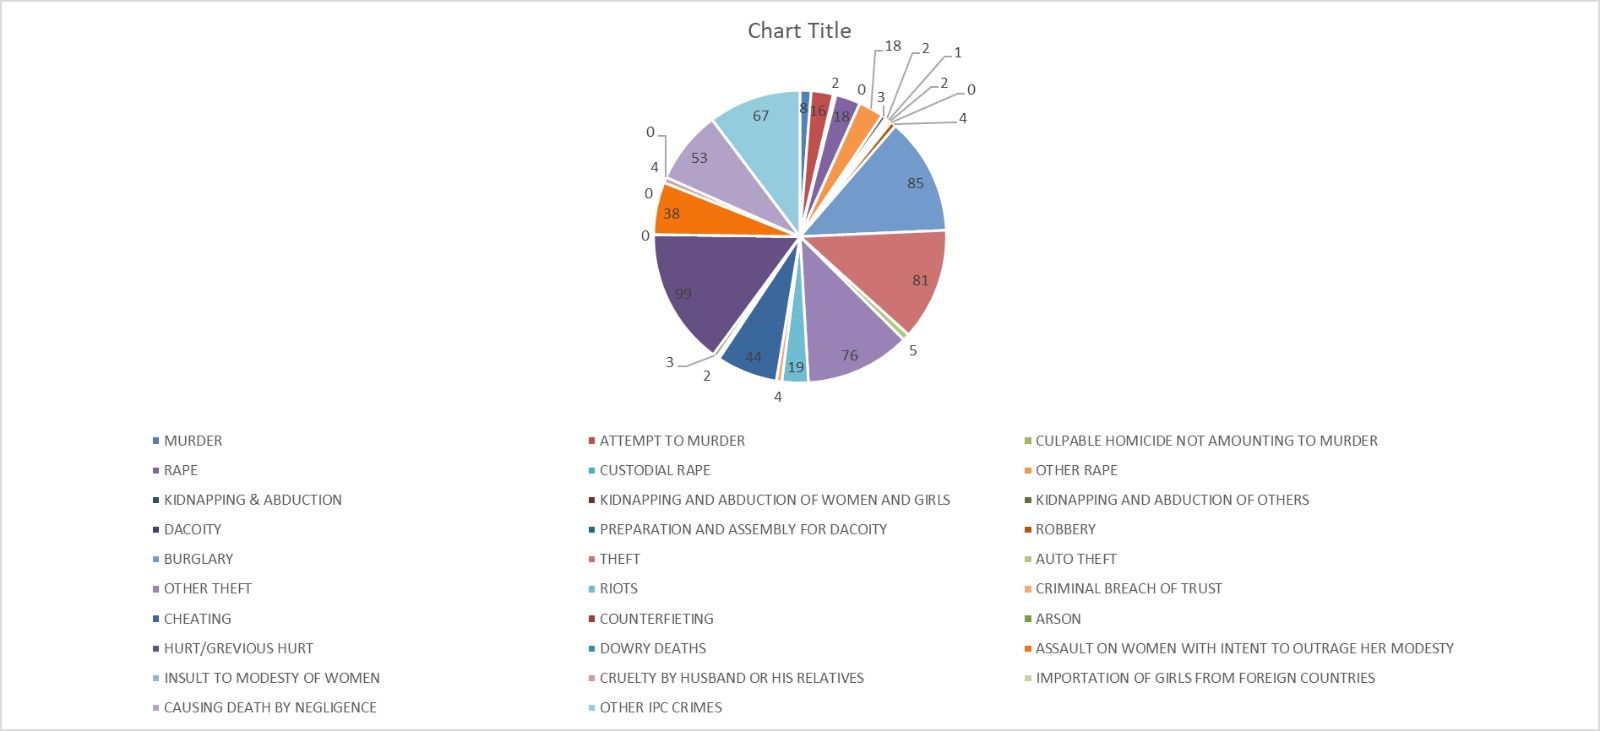 Chart Title
8
16
2
18
0
18
3
2
1
2
0
4
85
81
5
76
19
4
44
2
3
99
0
38
0
4
0
53
67
MURDER
ATTEMPT TO MURDER
CULPABLE HOMICIDE NOT AMOUNTING TO MURDER
RAPE
CUSTODIAL RAPE
OTHER RAPE
KIDNAPPING & ABDUCTION
KIDNAPPING AND ABDUCTION OF WOMEN AND GIRLS
KIDNAPPING AND ABDUCTION OF OTHERS
DACOITY
PREPARATION AND ASSEMBLY FOR DACOITY
ROBBERY
BURGLARY
THEFT
AUTO THEFT
OTHER THEFT
RIOTS
CRIMINAL BREACH OF TRUST
CHEATING
COUNTERFIETING
ARSON
HURT/GREVIOUS HURT
DOWRY DEATHS
ASSAULT ON WOMEN WITH INTENT TO OUTRAGE HER MODESTY
INSULT TO MODESTY OF WOMEN
CRUELTY BY HUSBAND OR HIS RELATIVES
IMPORTATION OF GIRLS FROM FOREIGN COUNTRIES
CAUSING DEATH BY NEGLIGENCE
OTHER IPC CRIMES